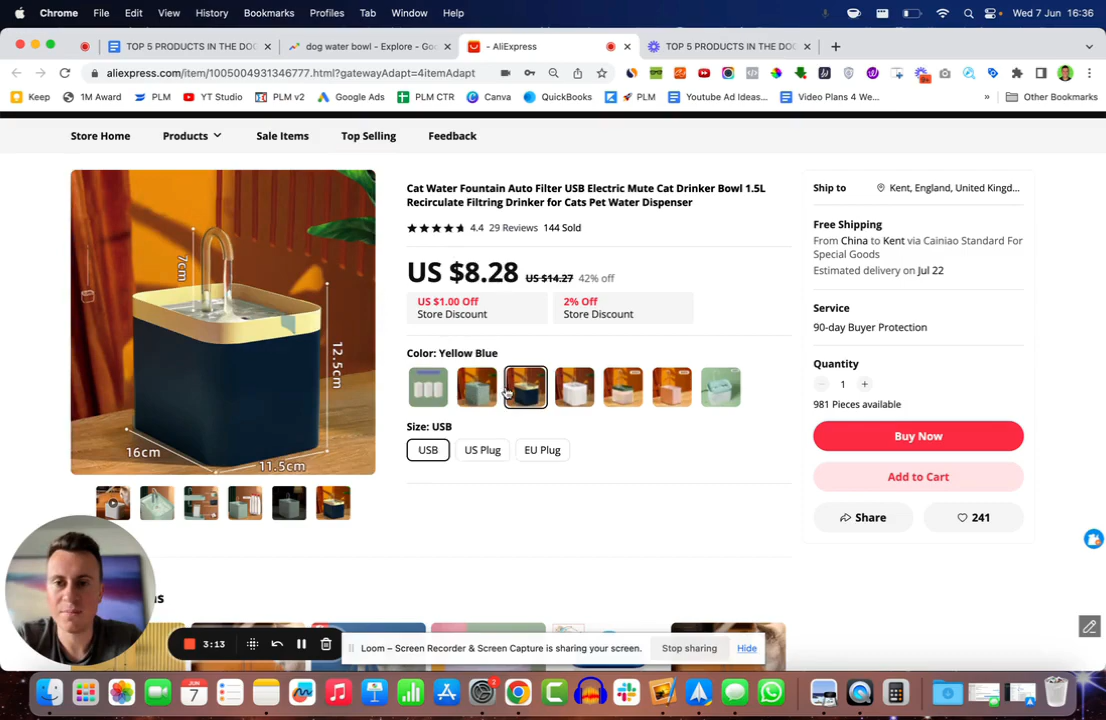 Chrome File Edit View History Bookmarks Profiles Tab Window Help Wed 7 Jun 16:36
TOP 5 PRODUCTS IN THE DOG × dog water bowl - Explore - Goo × - AliExpress × TOP 5 PRODUCTS IN THE DOG × +
aliexpress.com/item/1005004931346777.html?gatewayAdapt=4itemAdapt
Keep 1M Award PLM YT Studio PLM v2 Google Ads PLM CTR Canva QuickBooks PLM Youtube Ad Ideas... Video Plans 4 We... » Other Bookmarks
Store Home Products Sale Items Top Selling Feedback
Cat Water Fountain Auto Filter USB Electric Mute Cat Drinker Bowl 1.5L
Recirculate Filtring Drinker for Cats Pet Water Dispenser
4.4 29 Reviews 144 Sold
US $8.28 US $14.27 42% off
US $1.00 Off
Store Discount
2% Off
Store Discount
Color: Yellow Blue
Size: USB
USB US Plug EU Plug
7cm
12.5cm
16cm
11.5cm
Ship to Kent, England, United Kingd...
Free Shipping
From China to Kent via Cainiao Standard For
Special Goods
Estimated delivery on Jul 22
Service
90-day Buyer Protection
Quantity
− 1 +
981 Pieces available
Buy Now
Add to Cart
Share 241
3:13
Loom – Screen Recorder & Screen Capture is sharing your screen. Stop sharing Hide
JUN
7
2